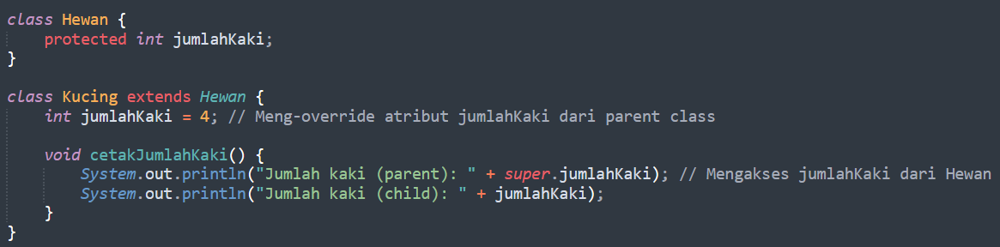 class Hewan {
    protected int jumlahKaki;
}
class Kucing extends Hewan {
    int jumlahKaki = 4; // Meng-override atribut jumlahKaki dari parent class
    void cetakJumlahKaki() {
        System.out.println("Jumlah kaki (parent): " + super.jumlahKaki); // Mengakses jumlahKaki dari Hewan
        System.out.println("Jumlah kaki (child): " + jumlahKaki);
    }
}